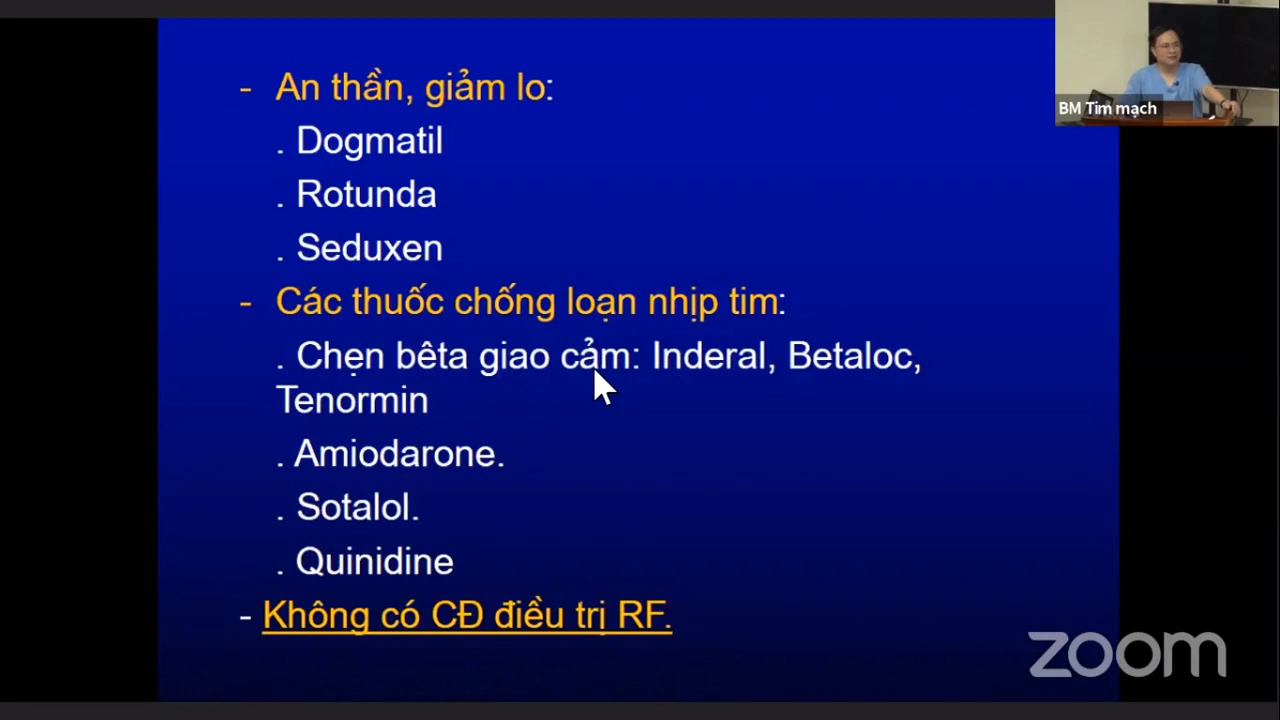 - An thần, giảm lo:
. Dogmatil
. Rotunda
. Seduxen
- Các thuốc chống loạn nhịp tim:
. Chẹn bêta giao cảm: Inderal, Betaloc,
Tenormin
. Amiodarone.
. Sotalol.
. Quinidine
- Không có CĐ điều trị RF.
BM Tim mạch
zoom